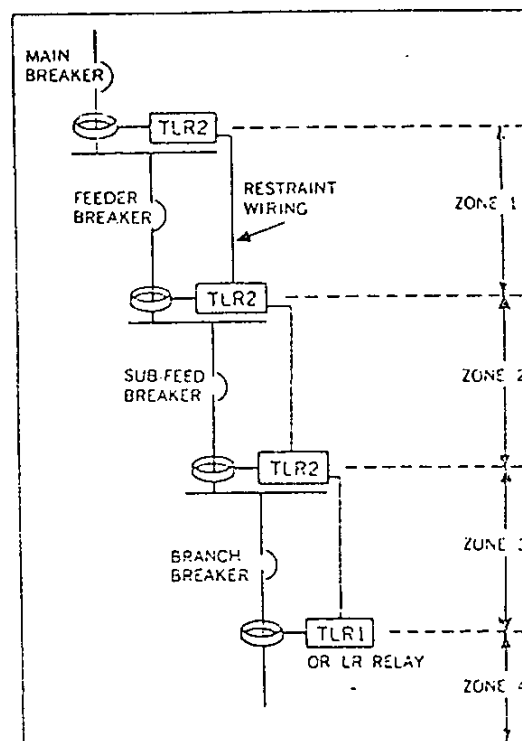 MAIN
BREAKER
TLR2
FEEDER
BREAKER
RESTRAINT
WIRING
ZONE 1
TLR2
SUB-FEED
BREAKER
ZONE 2
TLR2
BRANCH
BREAKER
ZONE 3
TLR1
OR LR RELAY
ZONE 4